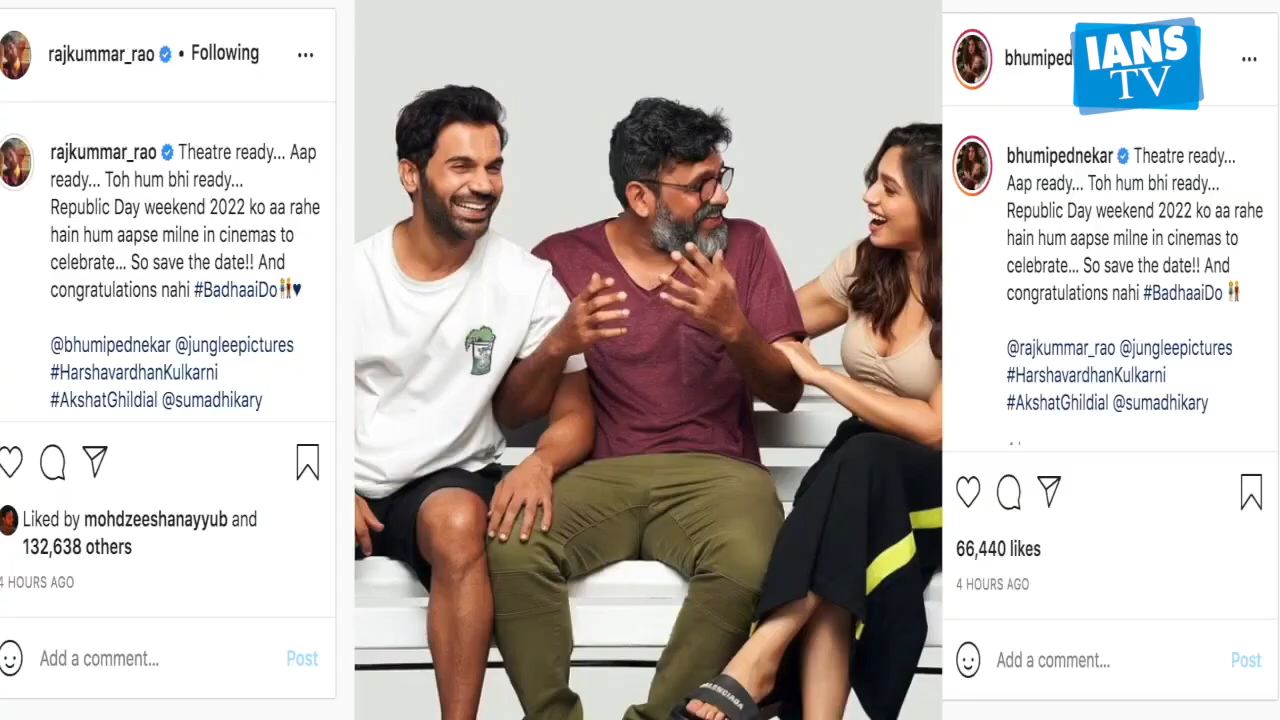 rajkummar_rao • Following
rajkummar_rao Theatre ready... Aap
ready... Toh hum bhi ready...
Republic Day weekend 2022 ko aa rahe
hain hum aapse milne in cinemas to
celebrate... So save the date!! And
congratulations nahi #BadhaaiDo
@bhumipednekar @jungleepictures
#HarshavardhanKulkarni
#AkshatGhildial @sumadhikary
Liked by mohdzeeshanayyub and
132,638 others
4 HOURS AGO
Add a comment... Post
BALENCIAGA
bhumiped
IANS
TV
bhumipednekar Theatre ready...
Aap ready... Toh hum bhi ready...
Republic Day weekend 2022 ko aa rahe
hain hum aapse milne in cinemas to
celebrate... So save the date!! And
congratulations nahi #BadhaaiDo
@rajkummar_rao @jungleepictures
#HarshavardhanKulkarni
#AkshatGhildial @sumadhikary
66,440 likes
4 HOURS AGO
Add a comment... Post